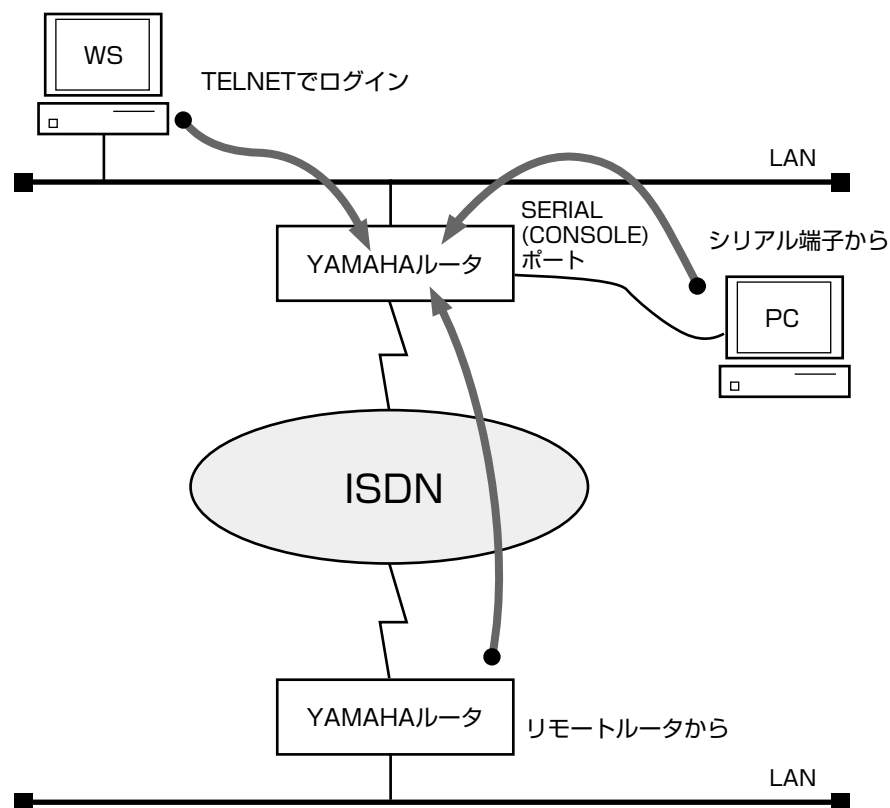 WS
TELNETでログイン
LAN
SERIAL
(CONSOLE)
ポート
シリアル端子から
YAMAHAルータ
PC
ISDN
YAMAHAルータ
リモートルータから
LAN